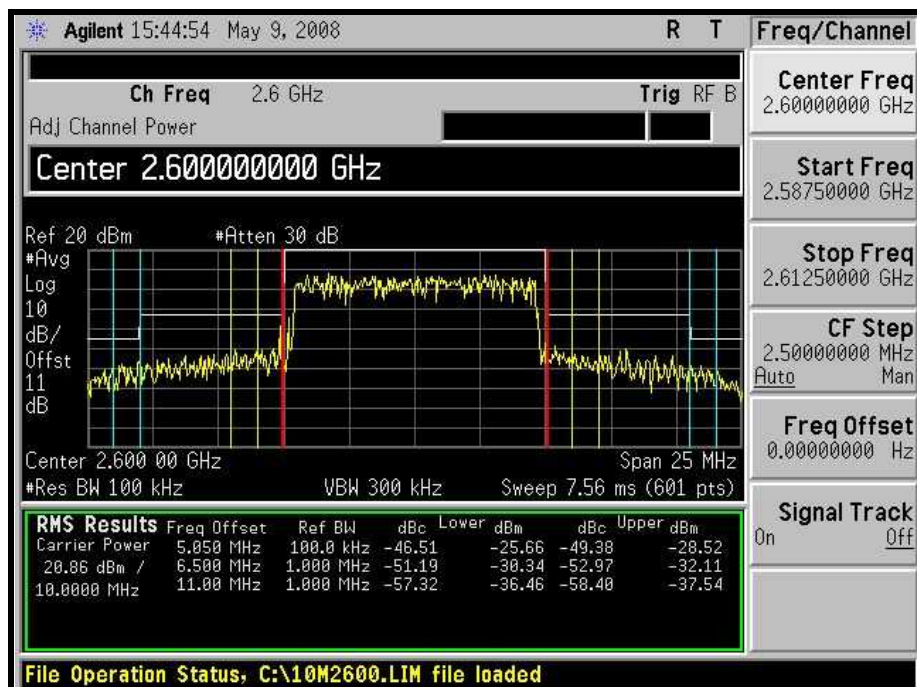 Agilent 15:44:54 May 9, 2008 R T
Freq/Channel
Ch Freq 2.6 GHz Trig RF B
Adj Channel Power
Center 2.600000000 GHz
Ref 20 dBm #Atten 30 dB
#Avg
Log
10
dB/
Offst
11
dB
Center 2.600 00 GHz Span 25 MHz
#Res BW 100 kHz VBW 300 kHz Sweep 7.56 ms (601 pts)
RMS Results Freq Offset Ref BW dBc Lower dBm dBc Upper dBm
Carrier Power 5.050 MHz 100.0 kHz -46.51 -25.66 -49.38 -28.52
20.86 dBm / 6.500 MHz 1.000 MHz -51.19 -30.34 -52.97 -32.11
10.0000 MHz 11.00 MHz 1.000 MHz -57.32 -36.46 -58.40 -37.54
File Operation Status, C:\10M2600.LIM file loaded
Center Freq
2.60000000 GHz
Start Freq
2.58750000 GHz
Stop Freq
2.61250000 GHz
CF Step
2.50000000 MHz
Auto Man
Freq Offset
0.00000000 Hz
Signal Track
On Off